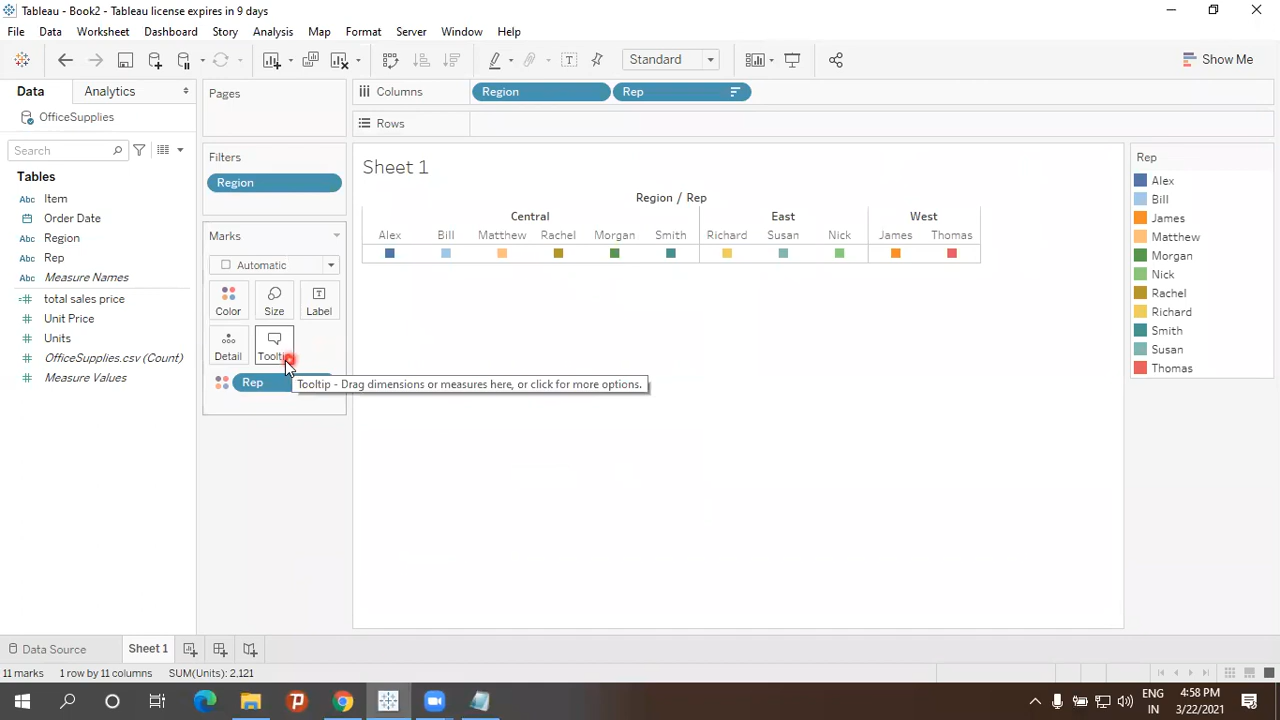 Tableau - Book2 - Tableau license expires in 9 days
File Data Worksheet Dashboard Story Analysis Map Format Server Window Help
Standard
Show Me
Data Analytics
Pages
Columns Region Rep
OfficeSupplies
Rows
Search
Filters
Sheet 1
Rep
Tables
Region
Region / Rep
Alex
Item
Central East West
Bill
Order Date
James
Region
Marks
Alex Bill Matthew Rachel Morgan Smith Richard Susan Nick James Thomas
Matthew
Rep
Morgan
Measure Names
Automatic
Nick
total sales price
Color Size Label
Rachel
Unit Price
Richard
Units
Smith
OfficeSupplies.csv (Count)
Detail
Susan
Measure Values
Rep
Tooltip - Drag dimensions or measures here, or click for more options.
Thomas
Data Source Sheet 1
11 marks 1 row by 11 columns SUM(Units): 2,121
ENG 4:58 PM
IN 3/22/2021